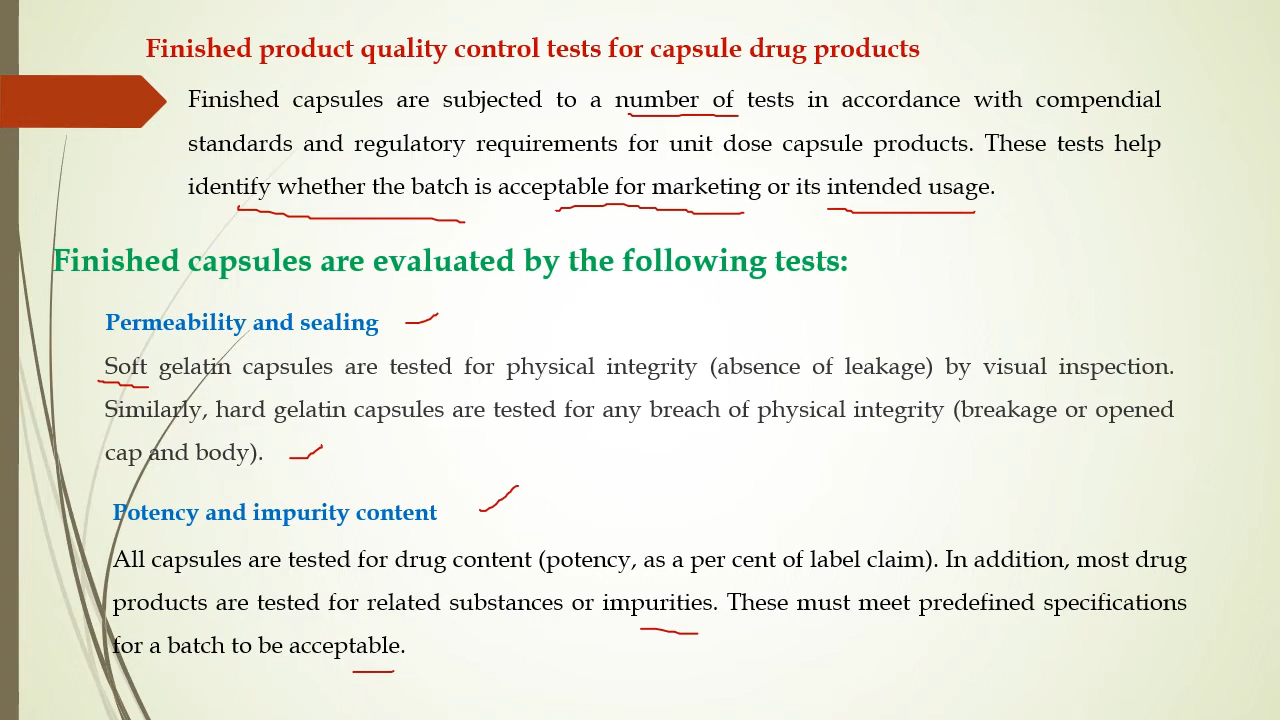 Finished product quality control tests for capsule drug products
Finished capsules are subjected to a number of tests in accordance with compendial
standards and regulatory requirements for unit dose capsule products. These tests help
identify whether the batch is acceptable for marketing or its intended usage.
Finished capsules are evaluated by the following tests:
Permeability and sealing
Soft gelatin capsules are tested for physical integrity (absence of leakage) by visual inspection.
Similarly, hard gelatin capsules are tested for any breach of physical integrity (breakage or opened
cap and body).
Potency and impurity content
All capsules are tested for drug content (potency, as a per cent of label claim). In addition, most drug
products are tested for related substances or impurities. These must meet predefined specifications
for a batch to be acceptable.